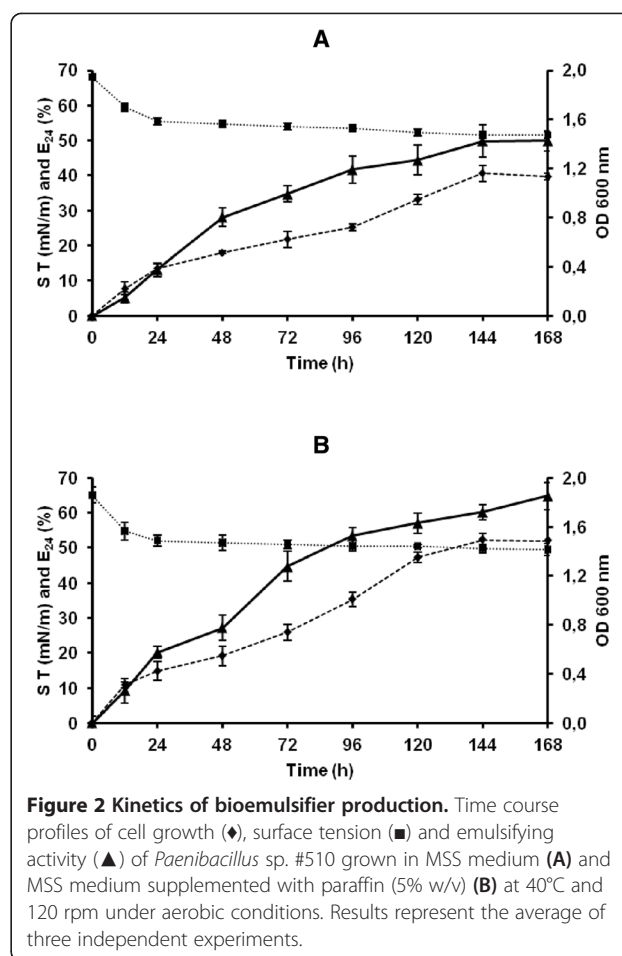 A
70
60
50
40
30
20
10
0
S T (mN/m) and E24 (%)
2,0
1,6
1,2
0,8
0,4
0,0
OD 600 nm
0 24 48 72 96 120 144 168
Time (h)
B
70
60
50
40
30
20
10
0
S T (mN/m) and E24 (%)
2,0
1,6
1,2
0,8
0,4
0,0
OD 600 nm
0 24 48 72 96 120 144 168
Time (h)
Figure 2 Kinetics of bioemulsifier production. Time course
profiles of cell growth (♦), surface tension (■) and emulsifying
activity (▲) of Paenibacillus sp. #510 grown in MSS medium (A) and
MSS medium supplemented with paraffin (5% w/v) (B) at 40°C and
120 rpm under aerobic conditions. Results represent the average of
three independent experiments.